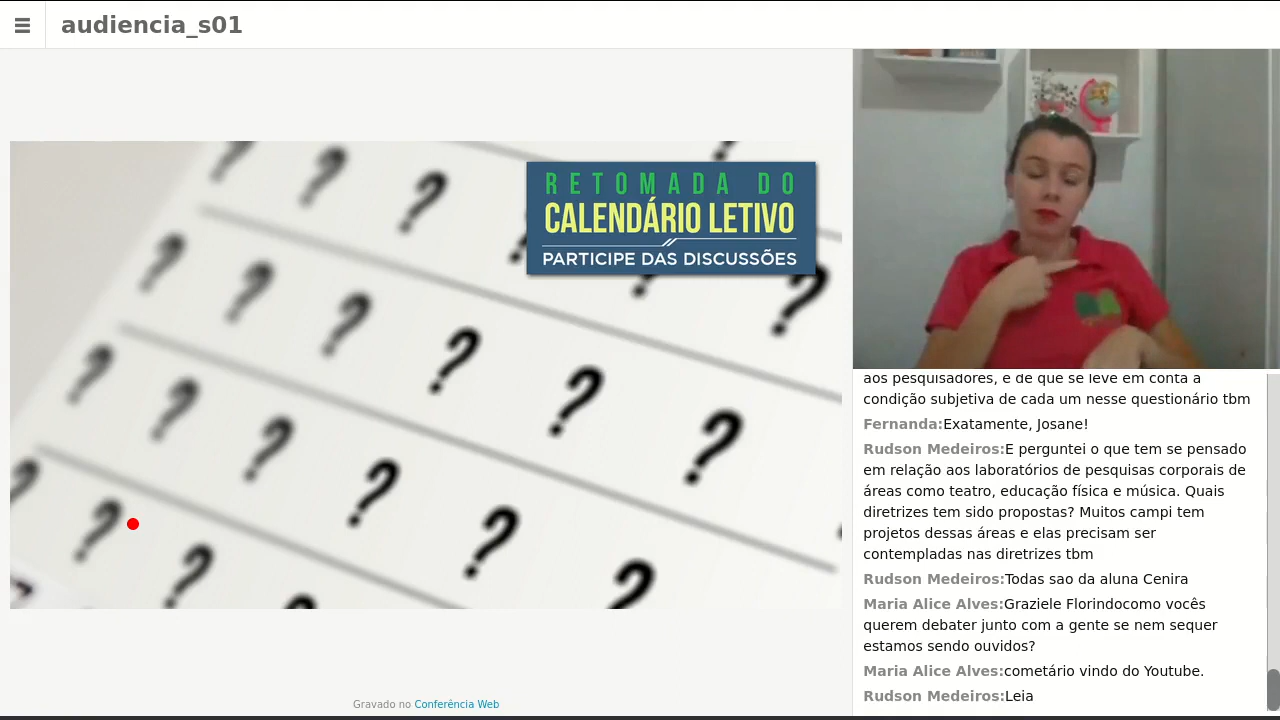 audiencia_s01
RETOMADA DO
CALENDÁRIO LETIVO
PARTICIPE DAS DISCUSSÕES
? ? ? ?
? ? ? ? ? ?
? ? ? ? ? ?
? ? ? ? ?
aos pesquisadores, e de que se leve em conta a
condição subjetiva de cada um nesse questionário tbm
Fernanda:Exatamente, Josane!
Rudson Medeiros:E perguntei o que tem se pensado
em relação aos laboratórios de pesquisas corporais de
áreas como teatro, educação física e música. Quais
diretrizes tem sido propostas? Muitos campi tem
projetos dessas áreas e elas precisam ser
contempladas nas diretrizes tbm
Rudson Medeiros:Todas sao da aluna Cenira
Maria Alice Alves:Graziele Florindocomo vocês
querem debater junto com a gente se nem sequer
estamos sendo ouvidos?
Maria Alice Alves:cometário vindo do Youtube.
Rudson Medeiros:Leia
Gravado no Conferência Web